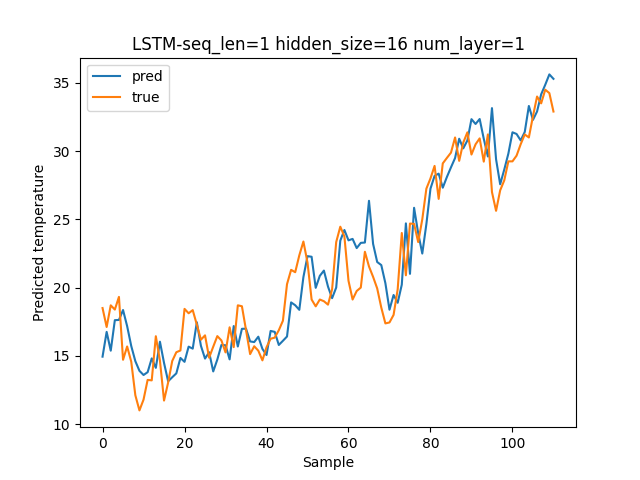 LSTM-seq_len=1 hidden_size=16 num_layer=1
pred
true
35
30
25
20
15
10
Predicted temperature
0 20 40 60 80 100
Sample